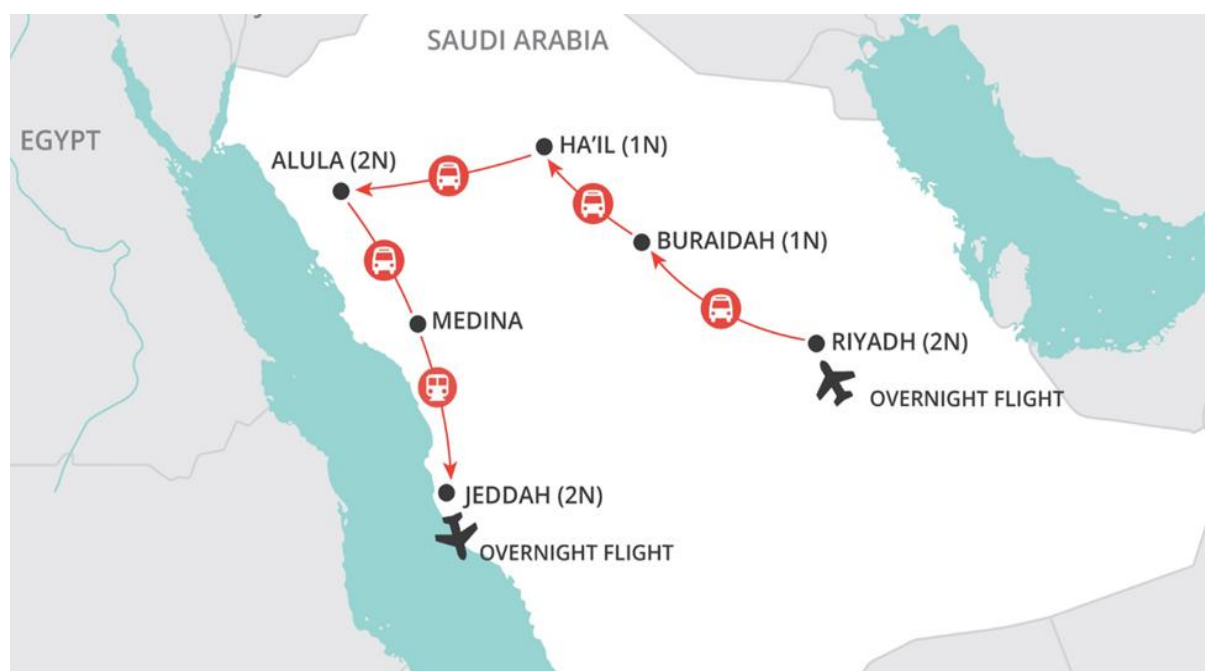 SAUDI ARABIA
EGYPT
HA'IL (1N)
ALULA (2N)
BURAIDAH (1N)
MEDINA
RIYADH (2N)
OVERNIGHT FLIGHT
JEDDAH (2N)
OVERNIGHT FLIGHT